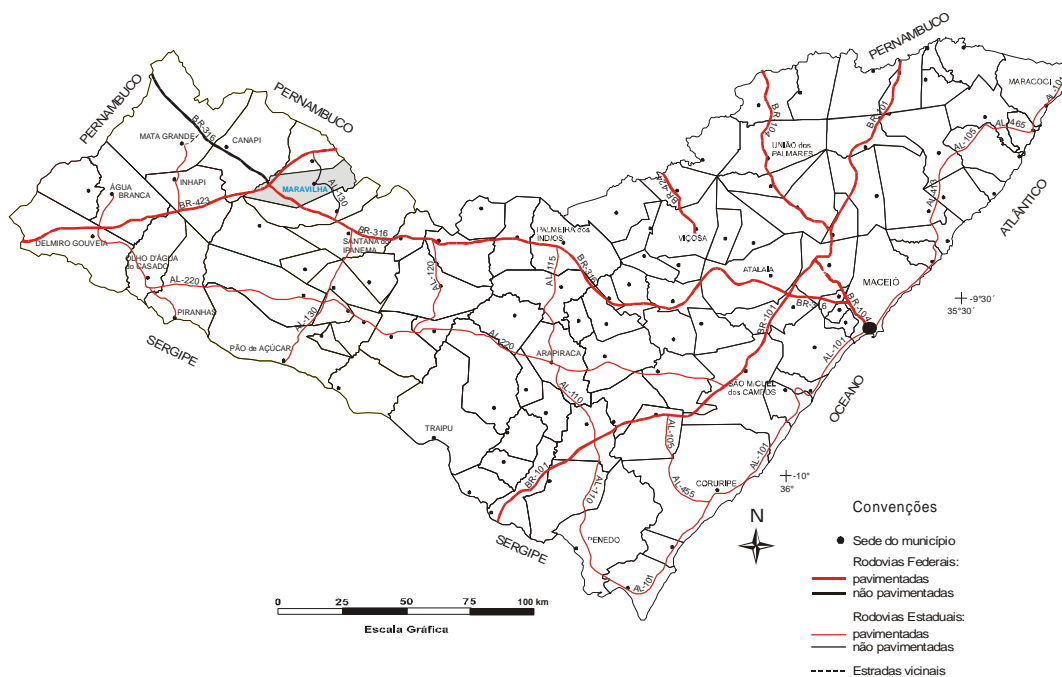 PERNAMBUCO
MARACOCI
AL-101
AL-465
AL-105
BR-101
BR-104
UNIÃO dos
PALMARES
PERNAMBUCO
PERNAMBUCO
BR-316
MATA GRANDE
CANAPI
INHAPI
MARAVILHA
AL-130
ÁGUA
BRANCA
BR-423
DELMIRO GOUVEIA
OLHO D'ÁGUA
do CASADO
AL-220
PIRANHAS
SERGIPE
AL-130
PÃO de AÇÚCAR
BR-316
SANTANA do
IPANEMA
AL-120
PALMEIRA dos
ÍNDIOS
AL-115
BR-316
BR-424
VIÇOSA
ATALAIA
MACEIÓ
BR-316
BR-104
BR-101
AL-101
ATLÂNTICO
OCEANO
-9°30´
35°30´
AL-220
ARAPIRACA
AL-110
SÃO MIGUEL
dos CAMPOS
TRAIPU
BR-101
AL-105
AL-101
AL-455
CORURIPE
AL-110
-10°
36°
SERGIPE
PENEDO
AL-101
N
0 25 50 75 100 km
Escala Gráfica
Convenções
Sede do município
Rodovias Federais:
pavimentadas
não pavimentadas
Rodovias Estaduais:
pavimentadas
não pavimentadas
Estradas vicinais